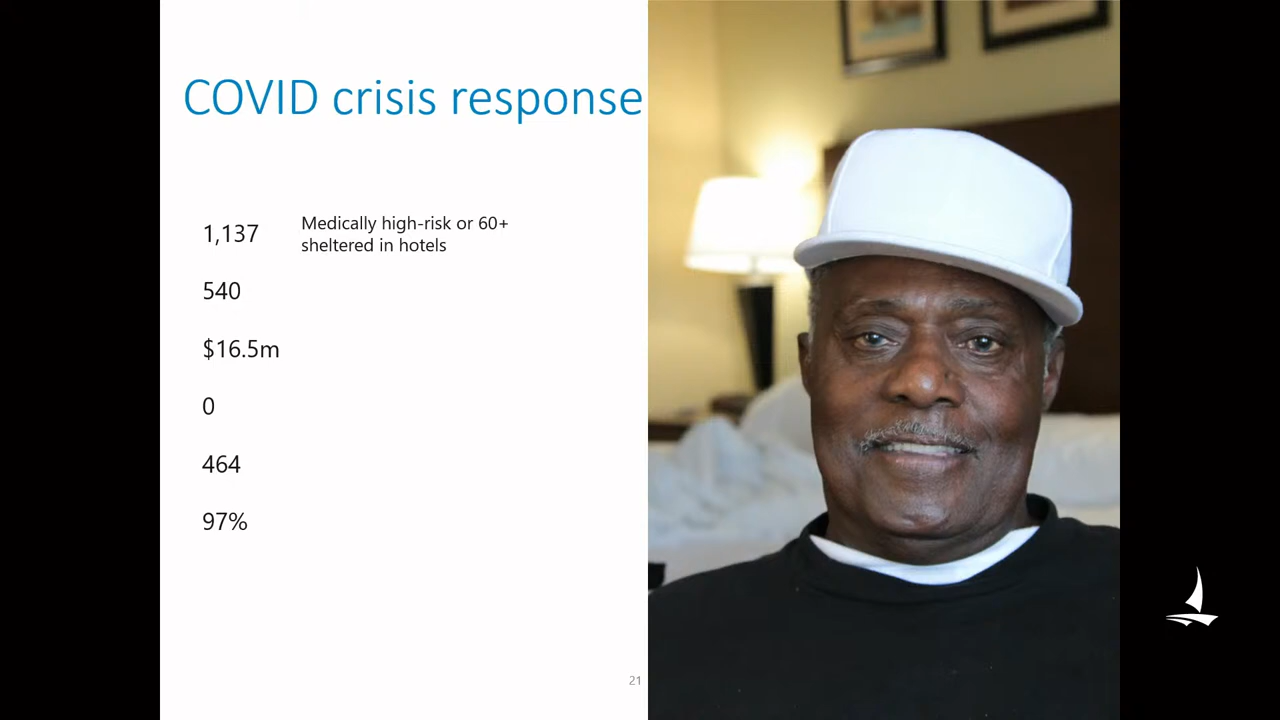 COVID crisis response
1,137
Medically high-risk or 60+
sheltered in hotels
540
$16.5m
0
464
97%
21